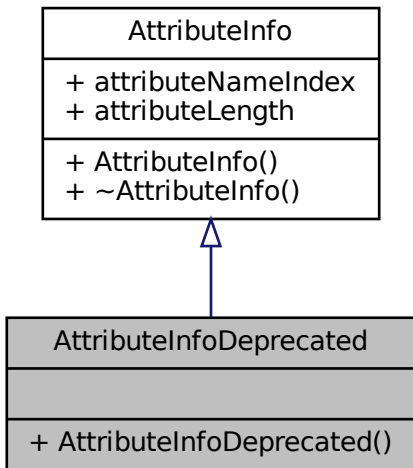 AttributeInfo
+ attributeNameIndex
+ attributeLength
+ AttributeInfo()
+ ~AttributeInfo()
AttributeInfoDeprecated
+ AttributeInfoDeprecated()